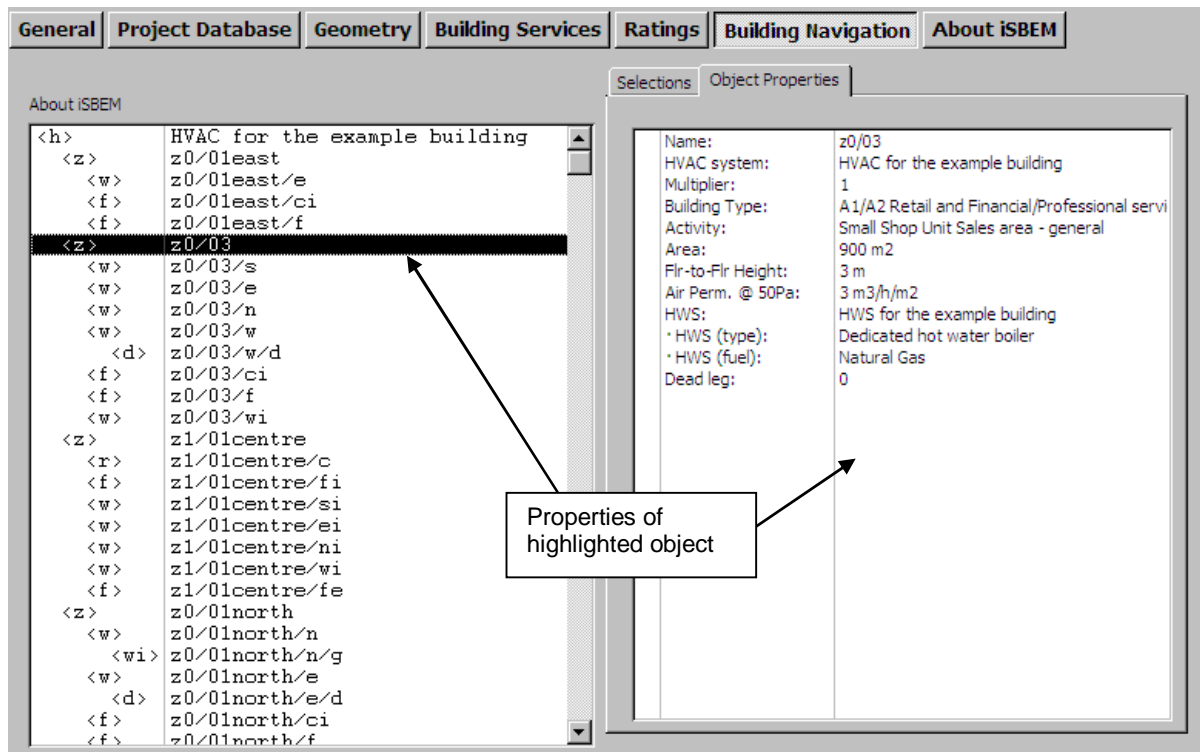 General Project Database Geometry Building Services Ratings Building Navigation About iSBEM
Selections Object Properties
About iSBEM
<h> HVAC for the example building
<z> z0/01east
<w> z0/01east/e
<f> z0/01east/ci
<f> z0/01east/f
<z> z0/03
<w> z0/03/s
<w> z0/03/e
<w> z0/03/n
<w> z0/03/w
<d> z0/03/w/d
<f> z0/03/ci
<f> z0/03/f
<w> z0/03/wi
<z> z1/01centre
<r> z1/01centre/c
<f> z1/01centre/fi
<w> z1/01centre/si
<w> z1/01centre/ei
<w> z1/01centre/ni
<w> z1/01centre/wi
<f> z1/01centre/fe
<z> z0/01north
<w> z0/01north/n
<wi> z0/01north/n/g
<w> z0/01north/e
<d> z0/01north/e/d
<f> z0/01north/ci
<f> z0/01north/f
Name: z0/03
HVAC system: HVAC for the example building
Multiplier: 1
Building Type: A1/A2 Retail and Financial/Professional servi
Activity: Small Shop Unit Sales area - general
Area: 900 m2
Flr-to-Flr Height: 3 m
Air Perm. @ 50Pa: 3 m3/h/m2
HWS: HWS for the example building
· HWS (type): Dedicated hot water boiler
· HWS (fuel): Natural Gas
Dead leg: 0
Properties of
highlighted object